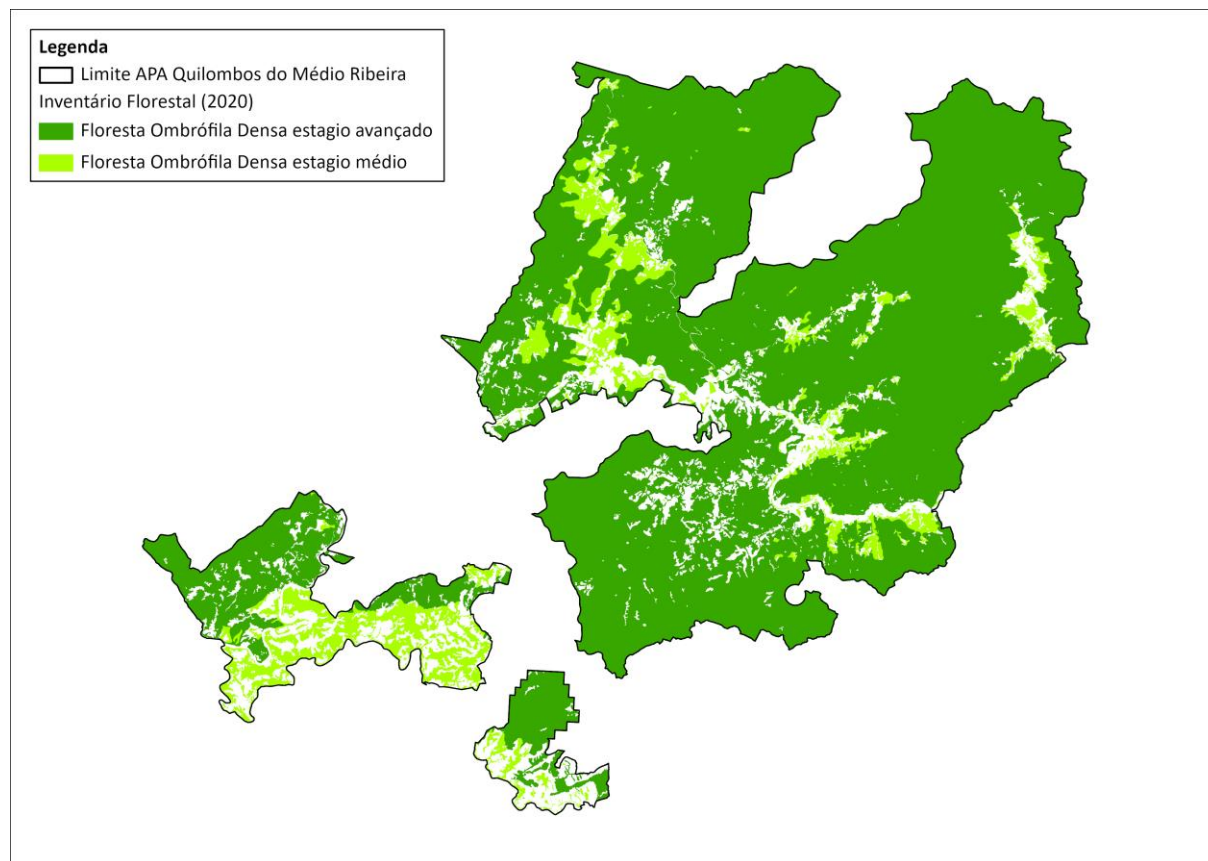 Legenda
Limite APA Quilombos do Médio Ribeira
Inventário Florestal (2020)
Floresta Ombrófila Densa estagio avançado
Floresta Ombrófila Densa estagio médio